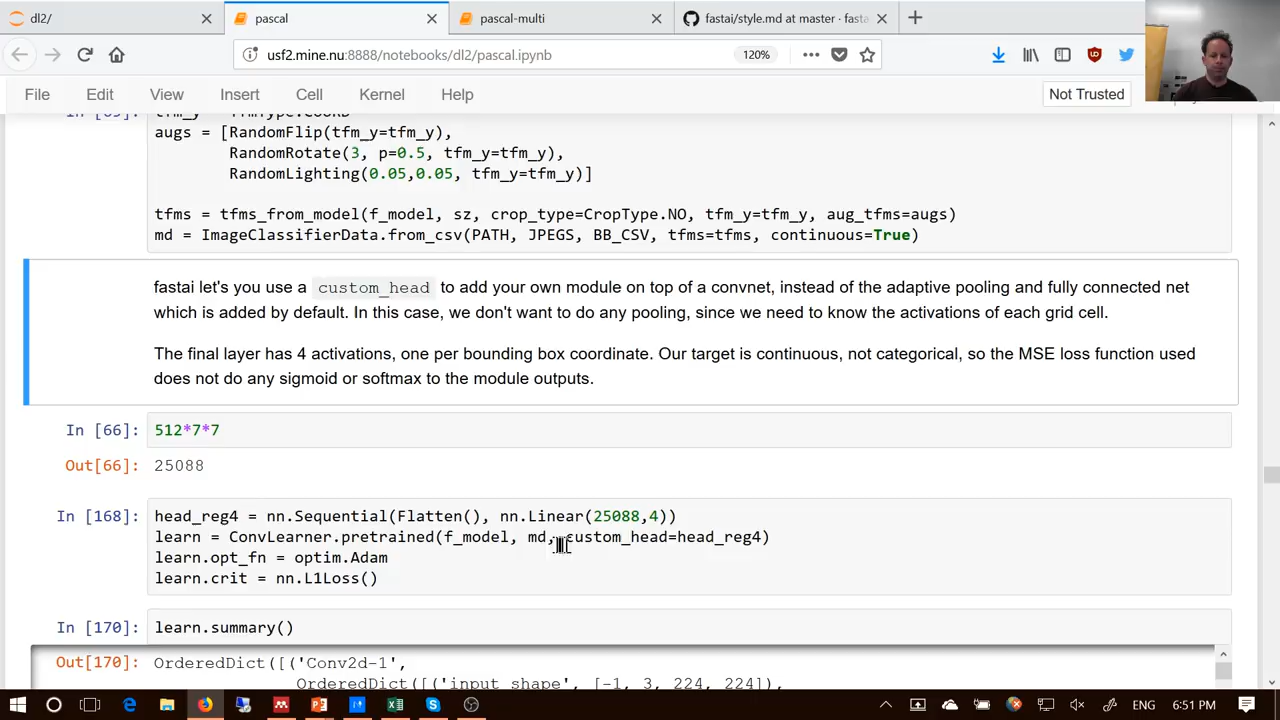 dl2/
pascal
pascal-multi
fastai/style.md at master · fasta
usf2.mine.nu:8888/notebooks/dl2/pascal.ipynb
120%
File Edit View Insert Cell Kernel Help
Not Trusted
augs = [RandomFlip(tfm_y=tfm_y),
RandomRotate(3, p=0.5, tfm_y=tfm_y),
RandomLighting(0.05,0.05, tfm_y=tfm_y)]
tfms = tfms_from_model(f_model, sz, crop_type=CropType.NO, tfm_y=tfm_y, aug_tfms=augs)
md = ImageClassifierData.from_csv(PATH, JPEGS, BB_CSV, tfms=tfms, continuous=True)
fastai let's you use a custom_head to add your own module on top of a convnet, instead of the adaptive pooling and fully connected net
which is added by default. In this case, we don't want to do any pooling, since we need to know the activations of each grid cell.
The final layer has 4 activations, one per bounding box coordinate. Our target is continuous, not categorical, so the MSE loss function used
does not do any sigmoid or softmax to the module outputs.
In [66]: 512*7*7
Out[66]: 25088
In [168]: head_reg4 = nn.Sequential(Flatten(), nn.Linear(25088,4))
learn = ConvLearner.pretrained(f_model, md, custom_head=head_reg4)
learn.opt_fn = optim.Adam
learn.crit = nn.L1Loss()
In [170]: learn.summary()
Out[170]: OrderedDict([('Conv2d-1',
OrderedDict([('input_shape', [-1, 3, 224, 224]),
ENG 6:51 PM